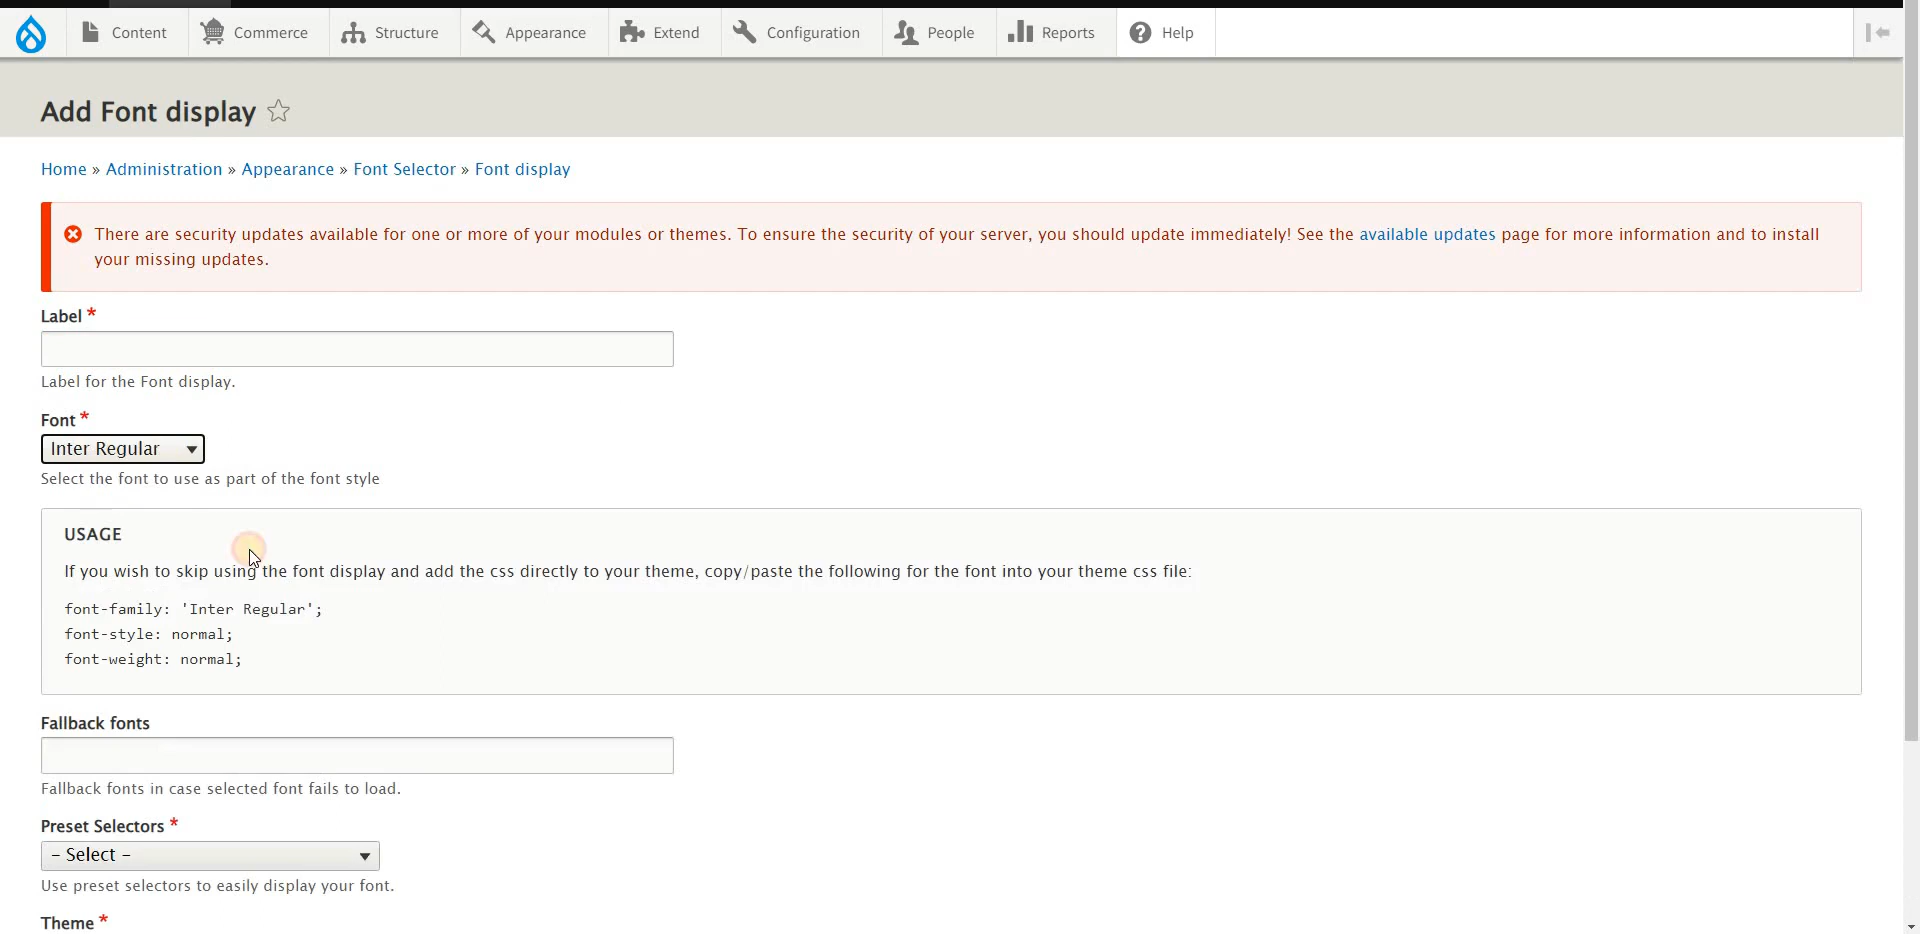 Content
Commerce
Structure
Appearance
Extend
Configuration
People
Reports
Help
Add Font display
Home » Administration » Appearance » Font Selector » Font display
There are security updates available for one or more of your modules or themes. To ensure the security of your server, you should update immediately! See the available updates page for more information and to install
your missing updates.
Label *
Label for the Font display.
Font *
Inter Regular
Select the font to use as part of the font style
USAGE
If you wish to skip using the font display and add the css directly to your theme, copy/paste the following for the font into your theme css file:
font-family: 'Inter Regular';
font-style: normal;
font-weight: normal;
Fallback fonts
Fallback fonts in case selected font fails to load.
Preset Selectors *
- Select -
Use preset selectors to easily display your font.
Theme *